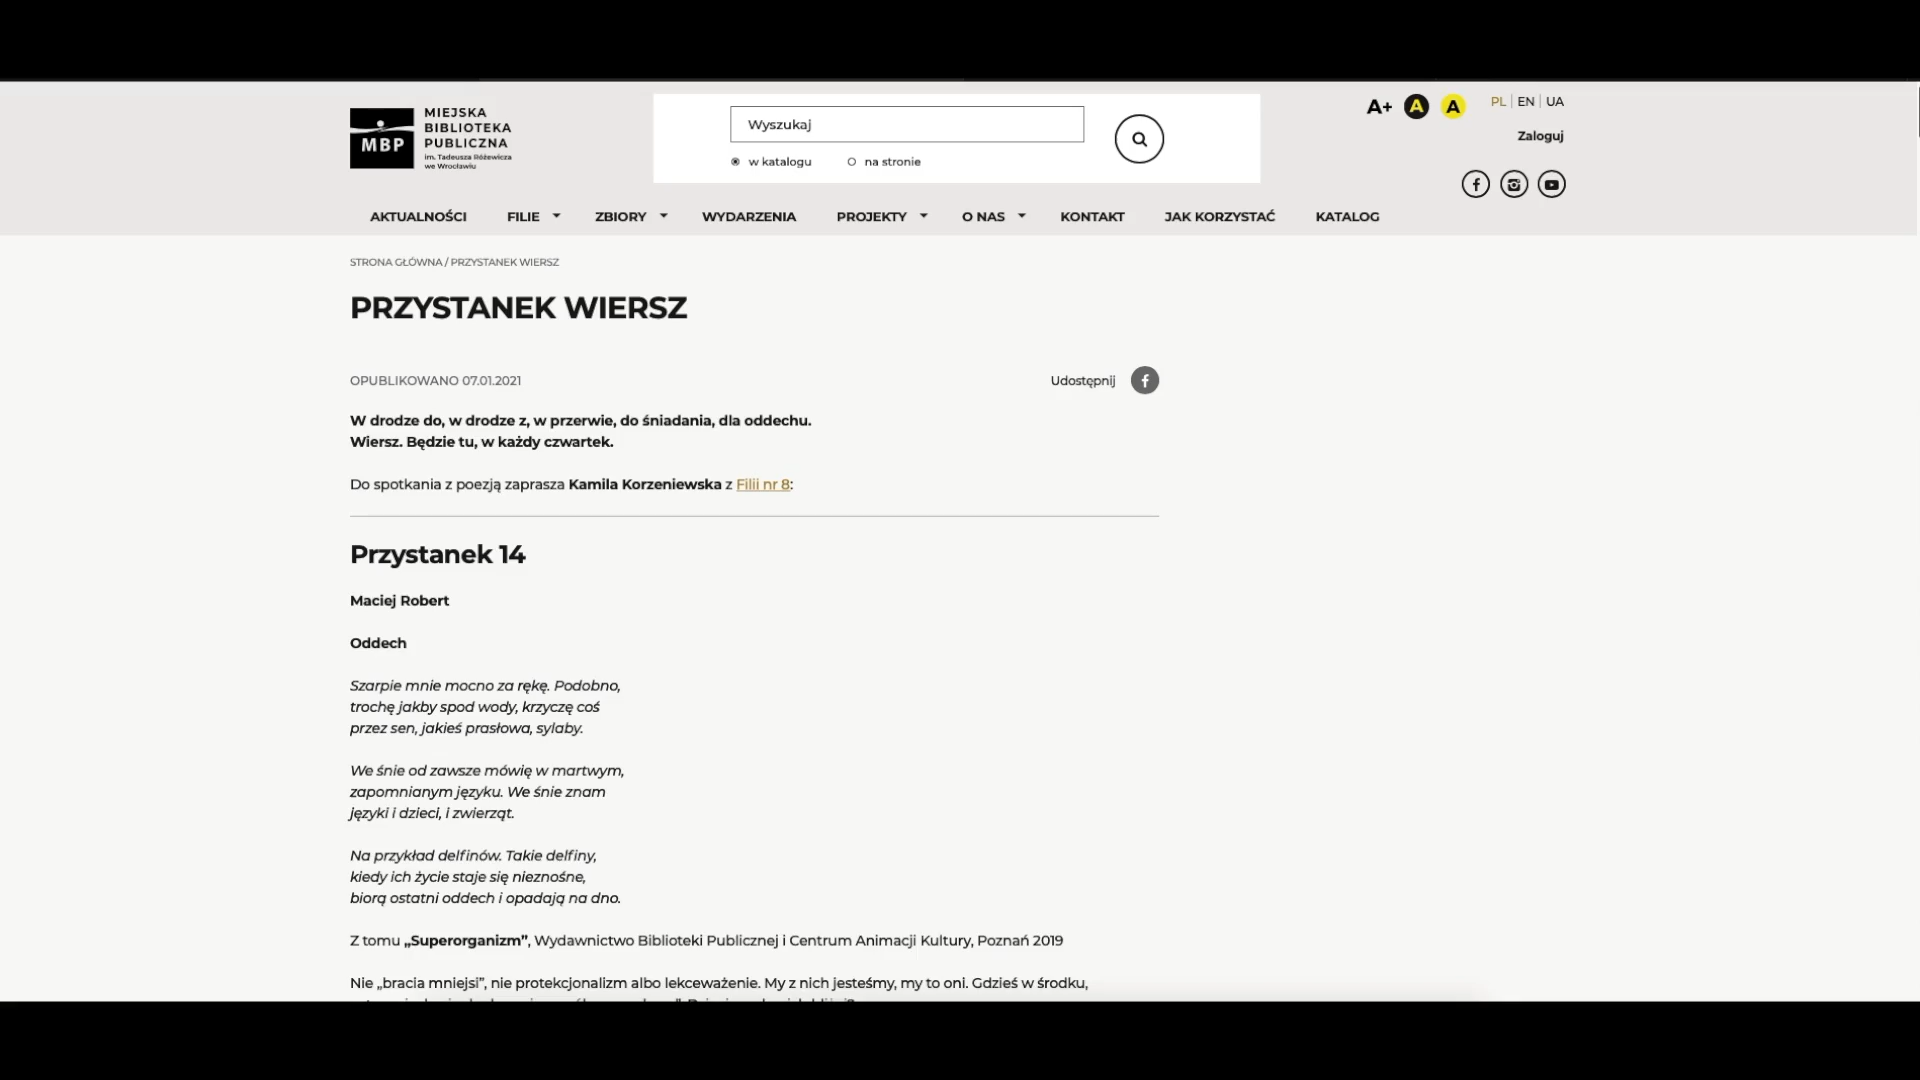 MIEJSKA
BIBLIOTEKA
PUBLICZNA
im. Tadeusza Różewicza
we Wrocławiu
MBP
Wyszukaj
w katalogu
na stronie
A+
A
A
PL | EN | UA
Zaloguj
AKTUALNOŚCI FILIE ZBIORY WYDARZENIA PROJEKTY O NAS KONTAKT JAK KORZYSTAĆ KATALOG
STRONA GŁÓWNA / PRZYSTANEK WIERSZ
PRZYSTANEK WIERSZ
OPUBLIKOWANO 07.01.2021
Udostępnij
W drodze do, w drodze z, w przerwie, do śniadania, dla oddechu.
Wiersz. Będzie tu, w każdy czwartek.
Do spotkania z poezją zaprasza Kamila Korzeniewska z Filii nr 8:
Przystanek 14
Maciej Robert
Oddech
Szarpie mnie mocno za rękę. Podobno,
trochę jakby spod wody, krzyczę coś
przez sen, jakieś prasłowa, sylaby.
We śnie od zawsze mówię w martwym,
zapomnianym języku. We śnie znam
języki i dzieci, i zwierząt.
Na przykład delfinów. Takie delfiny,
kiedy ich życie staje się nieznośne,
biorą ostatni oddech i opadają na dno.
Z tomu „Superorganizm”, Wydawnictwo Biblioteki Publicznej i Centrum Animacji Kultury, Poznań 2019
Nie „bracia mniejsi”, nie protekcjonalizm albo lekceważenie. My z nich jesteśmy, my to oni. Gdzieś w środku,